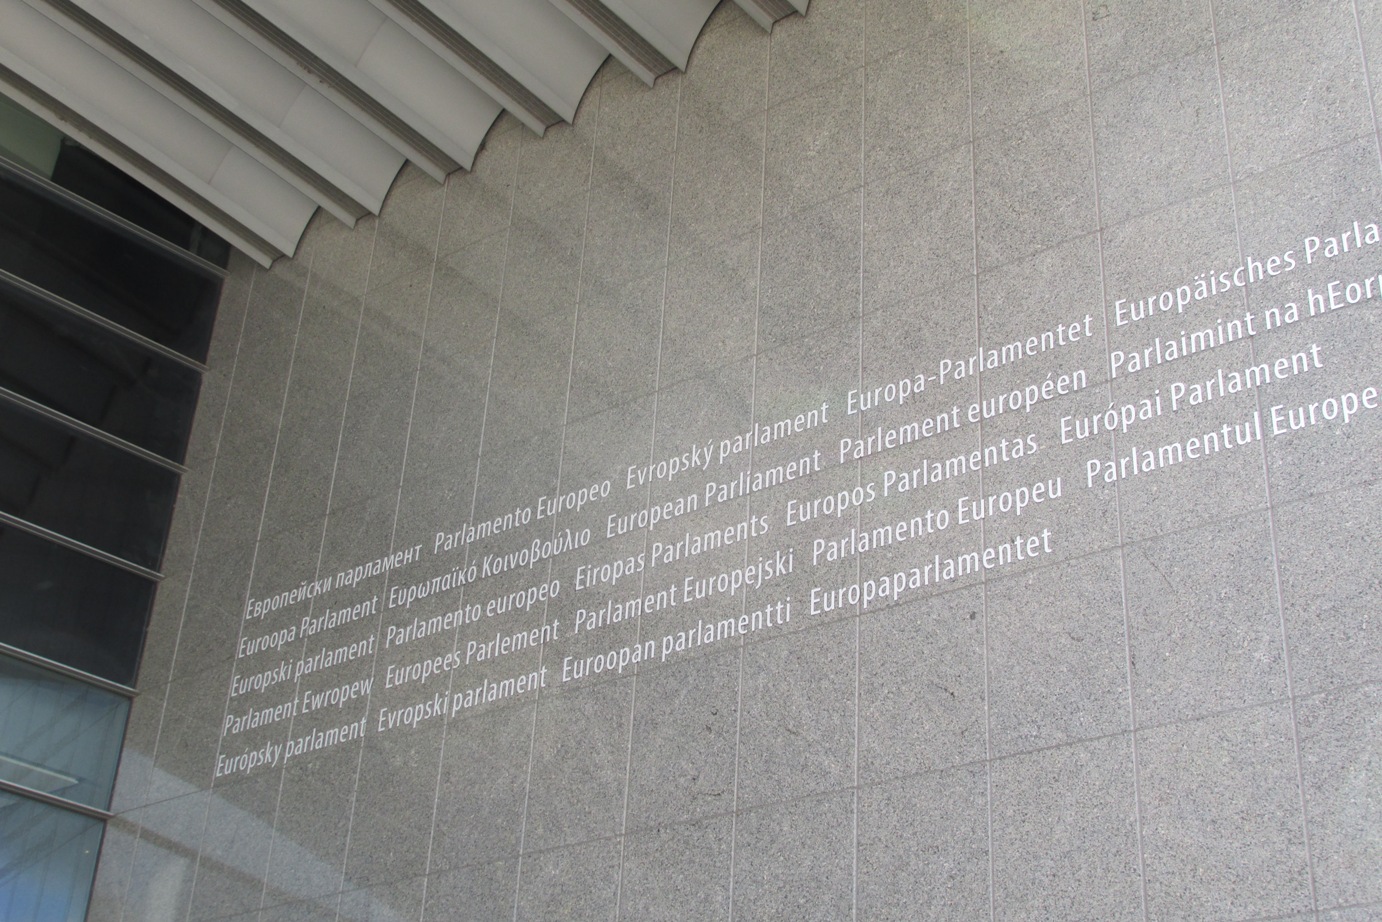 Европейски парламент Parlamento Europeo Evropský parlament Europa-Parlamentet Europäisches Parla
Euroopa Parlament Ευρωπαϊκό Κοινοβούλιο European Parliament Parlement européen Parlaimint na hEorp
Europski parlament Parlamento europeo Eiropas Parlaments Europos Parlamentas Európai Parlament
Parlament Ewropew Europees Parlement Parlament Europejski Parlamento Europeu Parlamentul Europe
Európsky parlament Evropski parlament Euroopan parlamentti Europaparlamentet